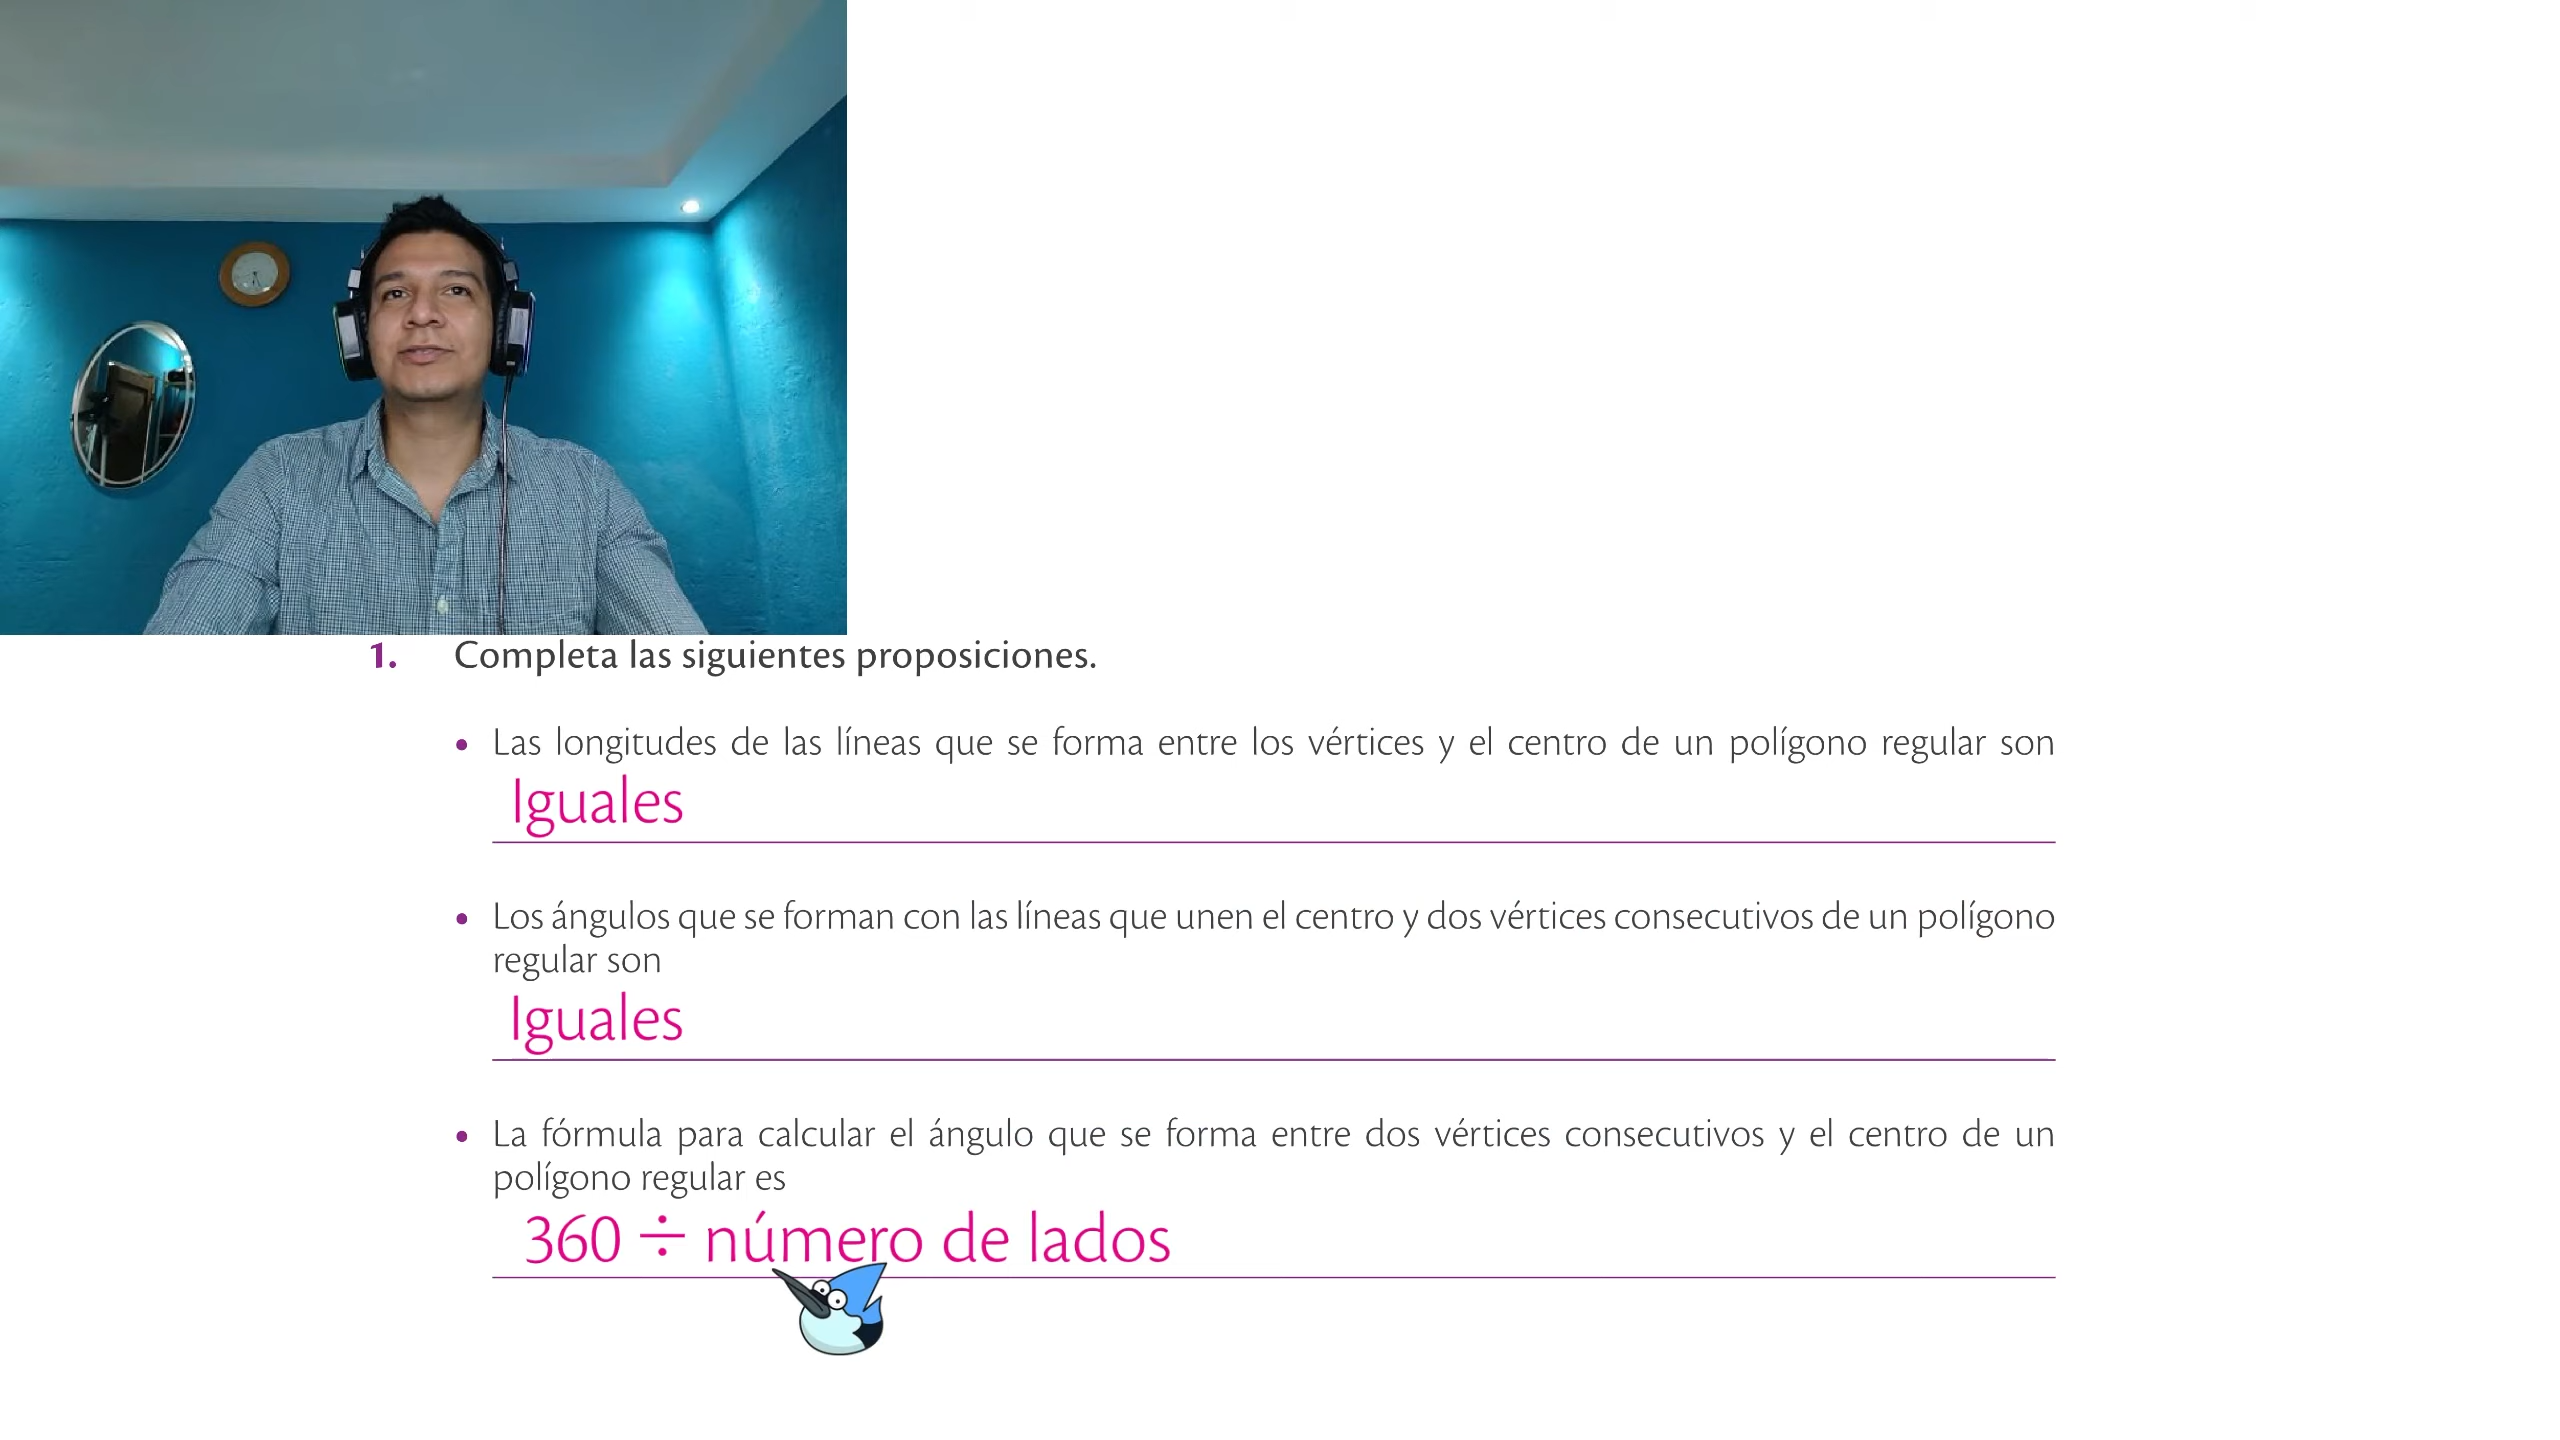 1. Completa las siguientes proposiciones.
• Las longitudes de las líneas que se forma entre los vértices y el centro de un polígono regular son
Iguales
• Los ángulos que se forman con las líneas que unen el centro y dos vértices consecutivos de un polígono
regular son
Iguales
• La fórmula para calcular el ángulo que se forma entre dos vértices consecutivos y el centro de un
polígono regular es
360 ÷ número de lados